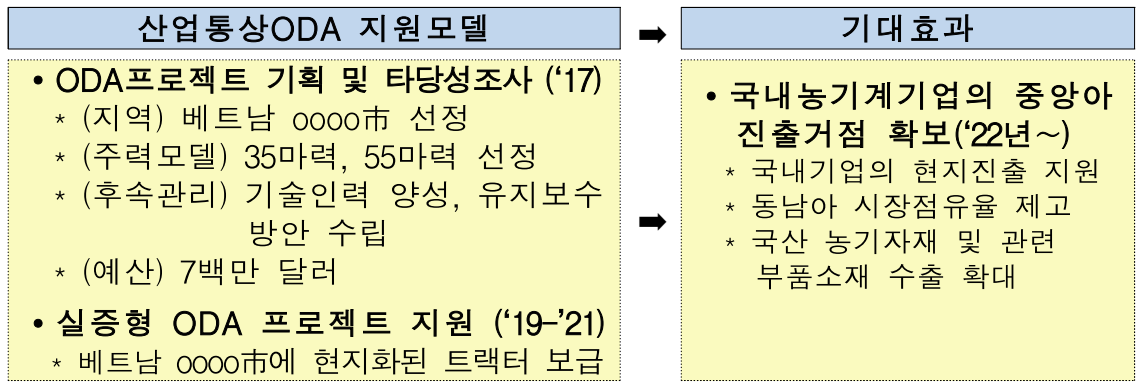 산업통상ODA 지원모델
• ODA프로젝트 기획 및 타당성조사 (‘17)
* (지역) 베트남 oooo市 선정
* (주력모델) 35마력, 55마력 선정
* (후속관리) 기술인력 양성, 유지보수
방안 수립
* (예산) 7백만 달러
• 실증형 ODA 프로젝트 지원 (‘19–’21)
* 베트남 oooo市에 현지화된 트랙터 보급
➡
➡
기대효과
• 국내농기계기업의 중앙아
진출거점 확보(‘22년～)
* 국내기업의 현지진출 지원
* 동남아 시장점유율 제고
* 국산 농기자재 및 관련
부품소재 수출 확대